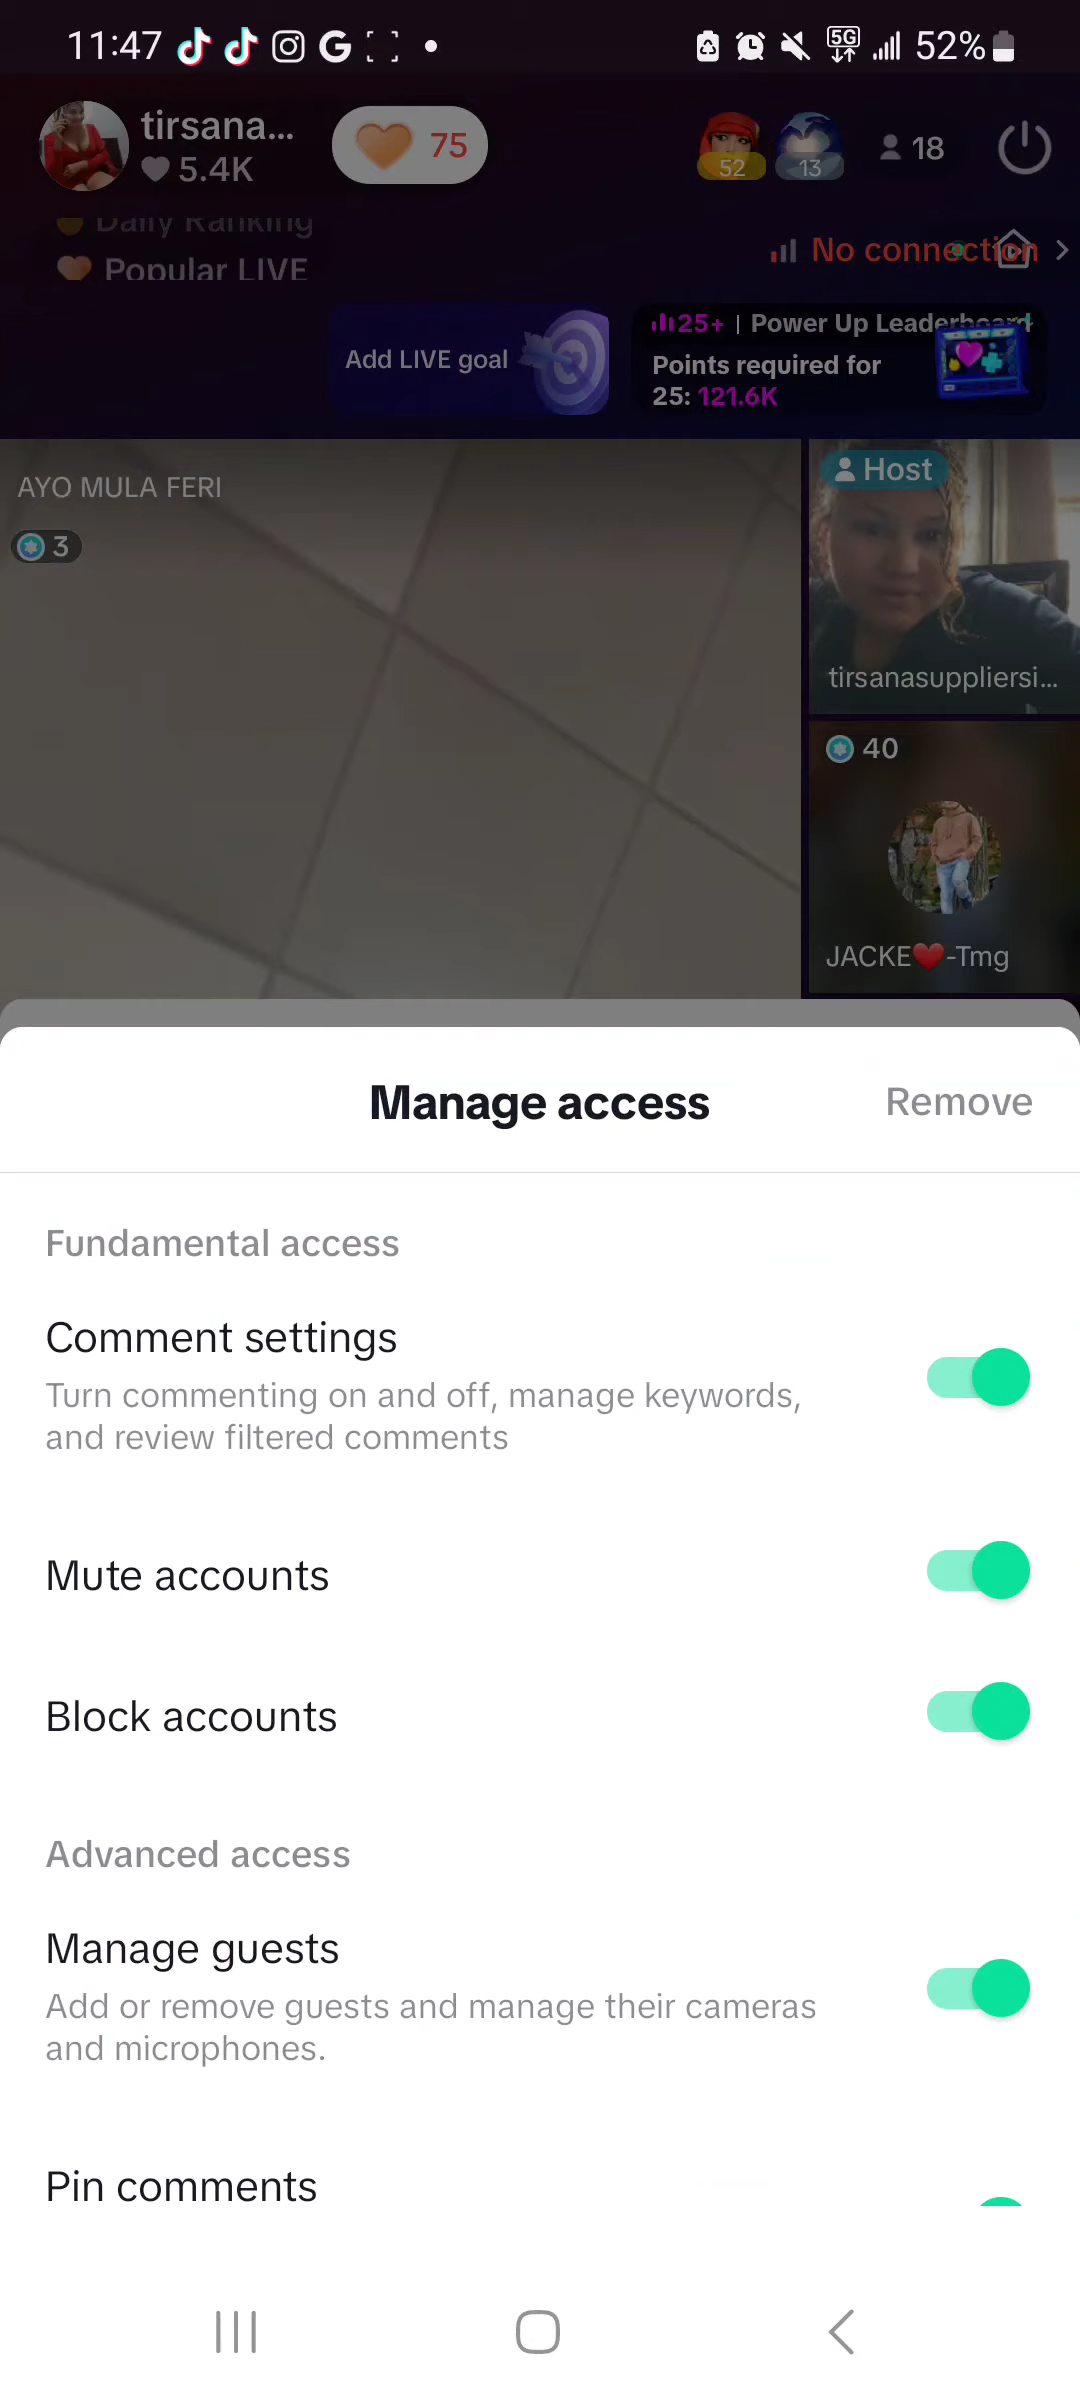 11:47
5G
52%
tirsana...
5.4K
75
52
13
18
Daily Ranking
Popular LIVE
No connection
Add LIVE goal
25+ | Power Up Leaderboard
Points required for
25: 121.6K
AYO MULA FERI
3
Host
tirsanasuppliersi...
40
JACKE❤️-Tmg
Manage access
Remove
Fundamental access
Comment settings
Turn commenting on and off, manage keywords,
and review filtered comments
Mute accounts
Block accounts
Advanced access
Manage guests
Add or remove guests and manage their cameras
and microphones.
Pin comments